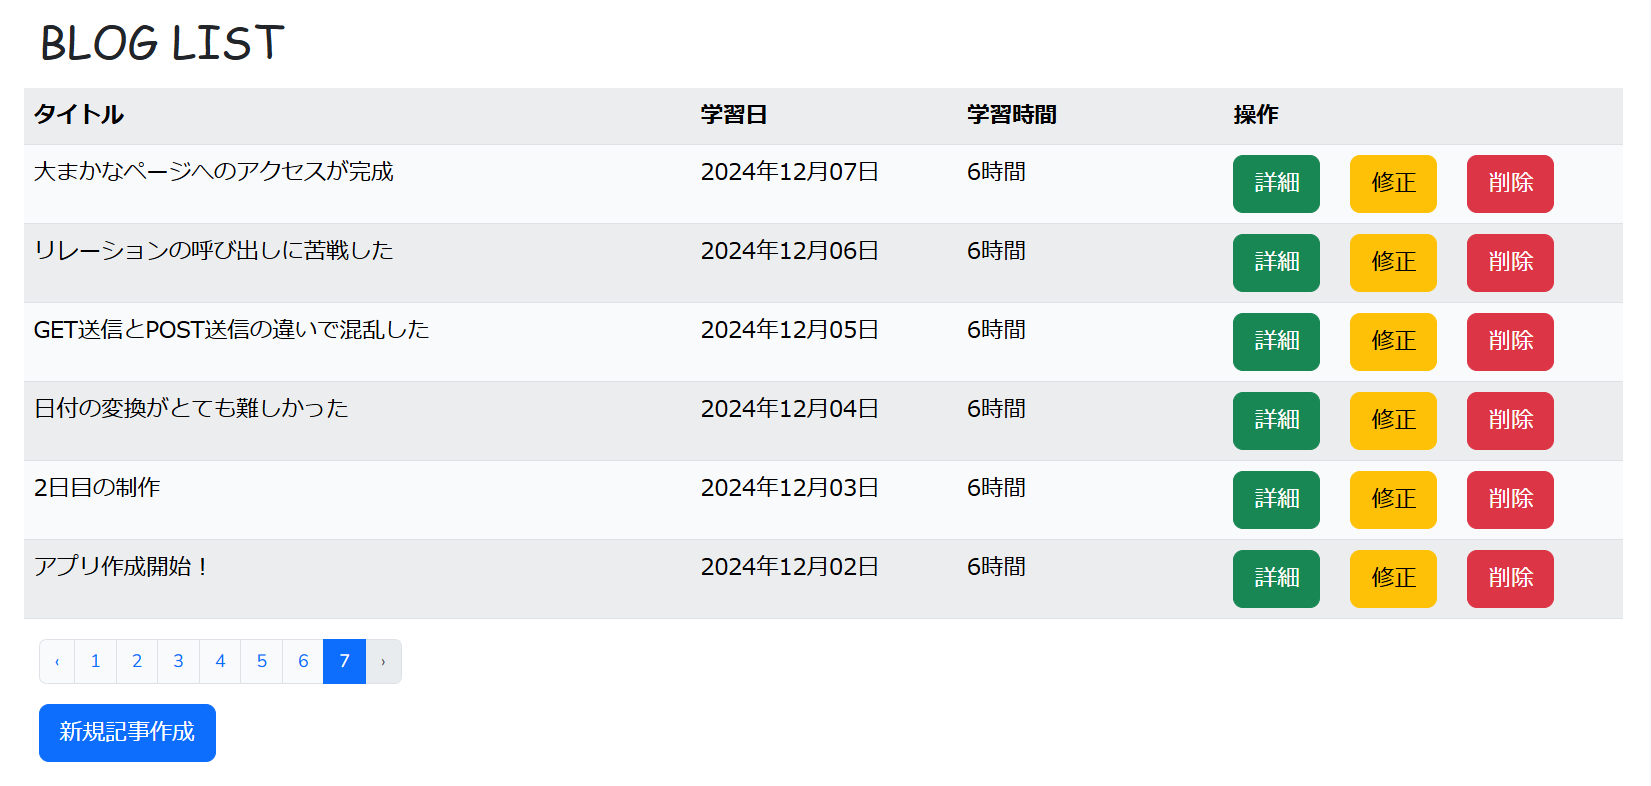 BLOG LIST
タイトル 学習日 学習時間 操作
大まかなページへのアクセスが完成 2024年12月07日 6時間 詳細 修正 削除
リレーションの呼び出しに苦戦した 2024年12月06日 6時間 詳細 修正 削除
GET送信とPOST送信の違いで混乱した 2024年12月05日 6時間 詳細 修正 削除
日付の変換がとても難しかった 2024年12月04日 6時間 詳細 修正 削除
2日目の制作 2024年12月03日 6時間 詳細 修正 削除
アプリ作成開始！ 2024年12月02日 6時間 詳細 修正 削除
‹ 1 2 3 4 5 6 7 ›
新規記事作成